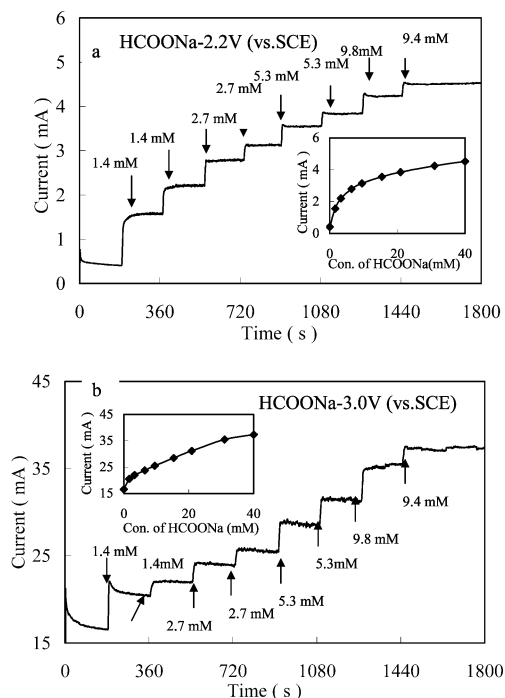 a HCOONa-2.2V (vs.SCE)
Current ( mA )
6
5
4
3
2
1
0
1.4 mM
1.4 mM
2.7 mM
2.7 mM
5.3 mM
5.3 mM
9.8mM
9.4 mM
Current ( mA )
6
4
2
0
0 20 40
Con. of HCOONa(mM)
0 360 720 1080 1440 1800
Time ( s )
b HCOONa-3.0V (vs.SCE)
Current ( mA )
45
35
25
15
Current ( mA )
45
35
25
15
0 20 40
Con. of HCOONa (mM)
1.4 mM
1.4mM
2.7 mM
2.7 mM
5.3 mM
5.3mM
9.8 mM
9.4 mM
0 360 720 1080 1440 1800
Time ( s )